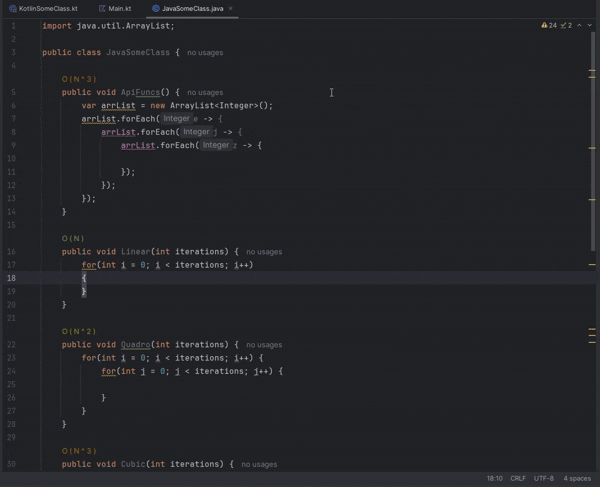 KotlinSomeClass.kt Main.kt JavaSomeClass.java
1 import java.util.ArrayList; 24 2
2
3 public class JavaSomeClass { no usages
4
O(N^3)
5 public void ApiFuncs() { no usages
6 var arrList = new ArrayList<Integer>();
7 arrList.forEach( Integer e -> {
8 arrList.forEach( Integer j -> {
9 arrList.forEach( Integer z -> {
10
11 });
12 });
13 });
14 }
15
O(N)
16 public void Linear(int iterations) { no usages
17 for(int i = 0; i < iterations; i++)
18 {
19 }
20 }
21
O(N^2)
22 public void Quadro(int iterations) { no usages
23 for(int i = 0; i < iterations; i++) {
24 for(int j = 0; j < iterations; j++) {
25
26 }
27 }
28 }
29
O(N^3)
30 public void Cubic(int iterations) { no usages
18:10 CRLF UTF-8 4 spaces